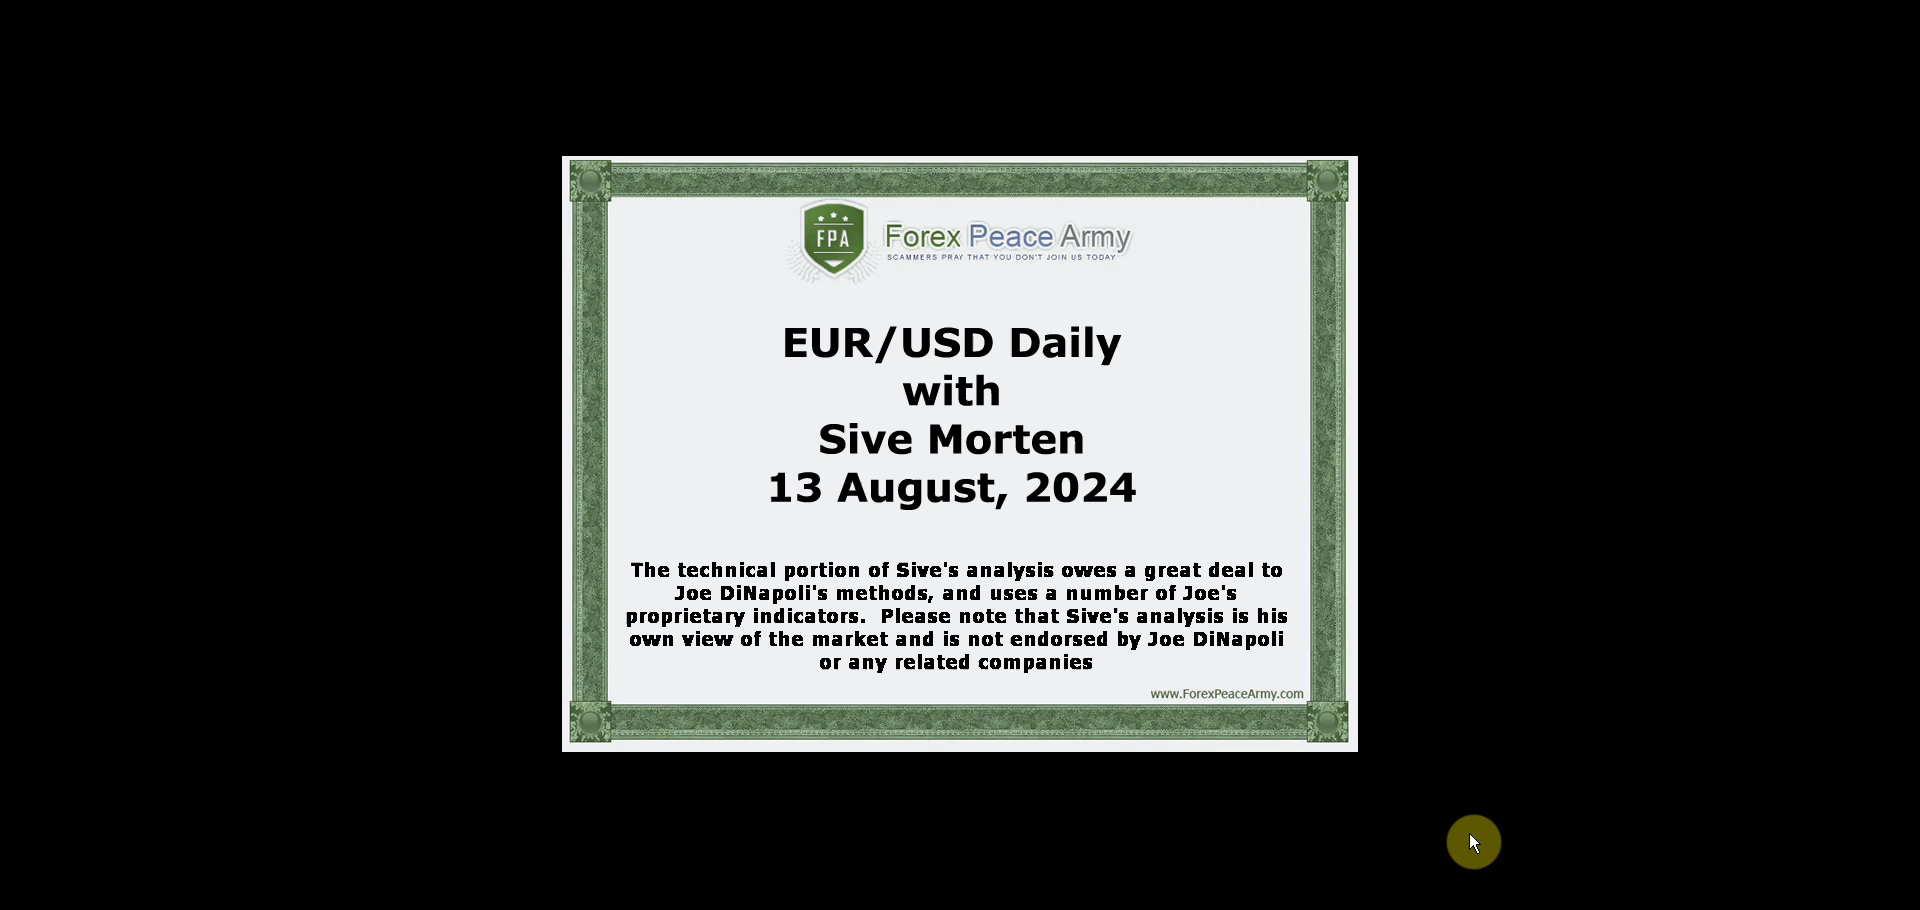 FPA
Forex Peace Army
SCAMMERS PRAY THAT YOU DON'T JOIN US TODAY
EUR/USD Daily
with
Sive Morten
13 August, 2024
The technical portion of Sive's analysis owes a great deal to
Joe DiNapoli's methods, and uses a number of Joe's
proprietary indicators.  Please note that Sive's analysis is his
own view of the market and is not endorsed by Joe DiNapoli
or any related companies
www.ForexPeaceArmy.com